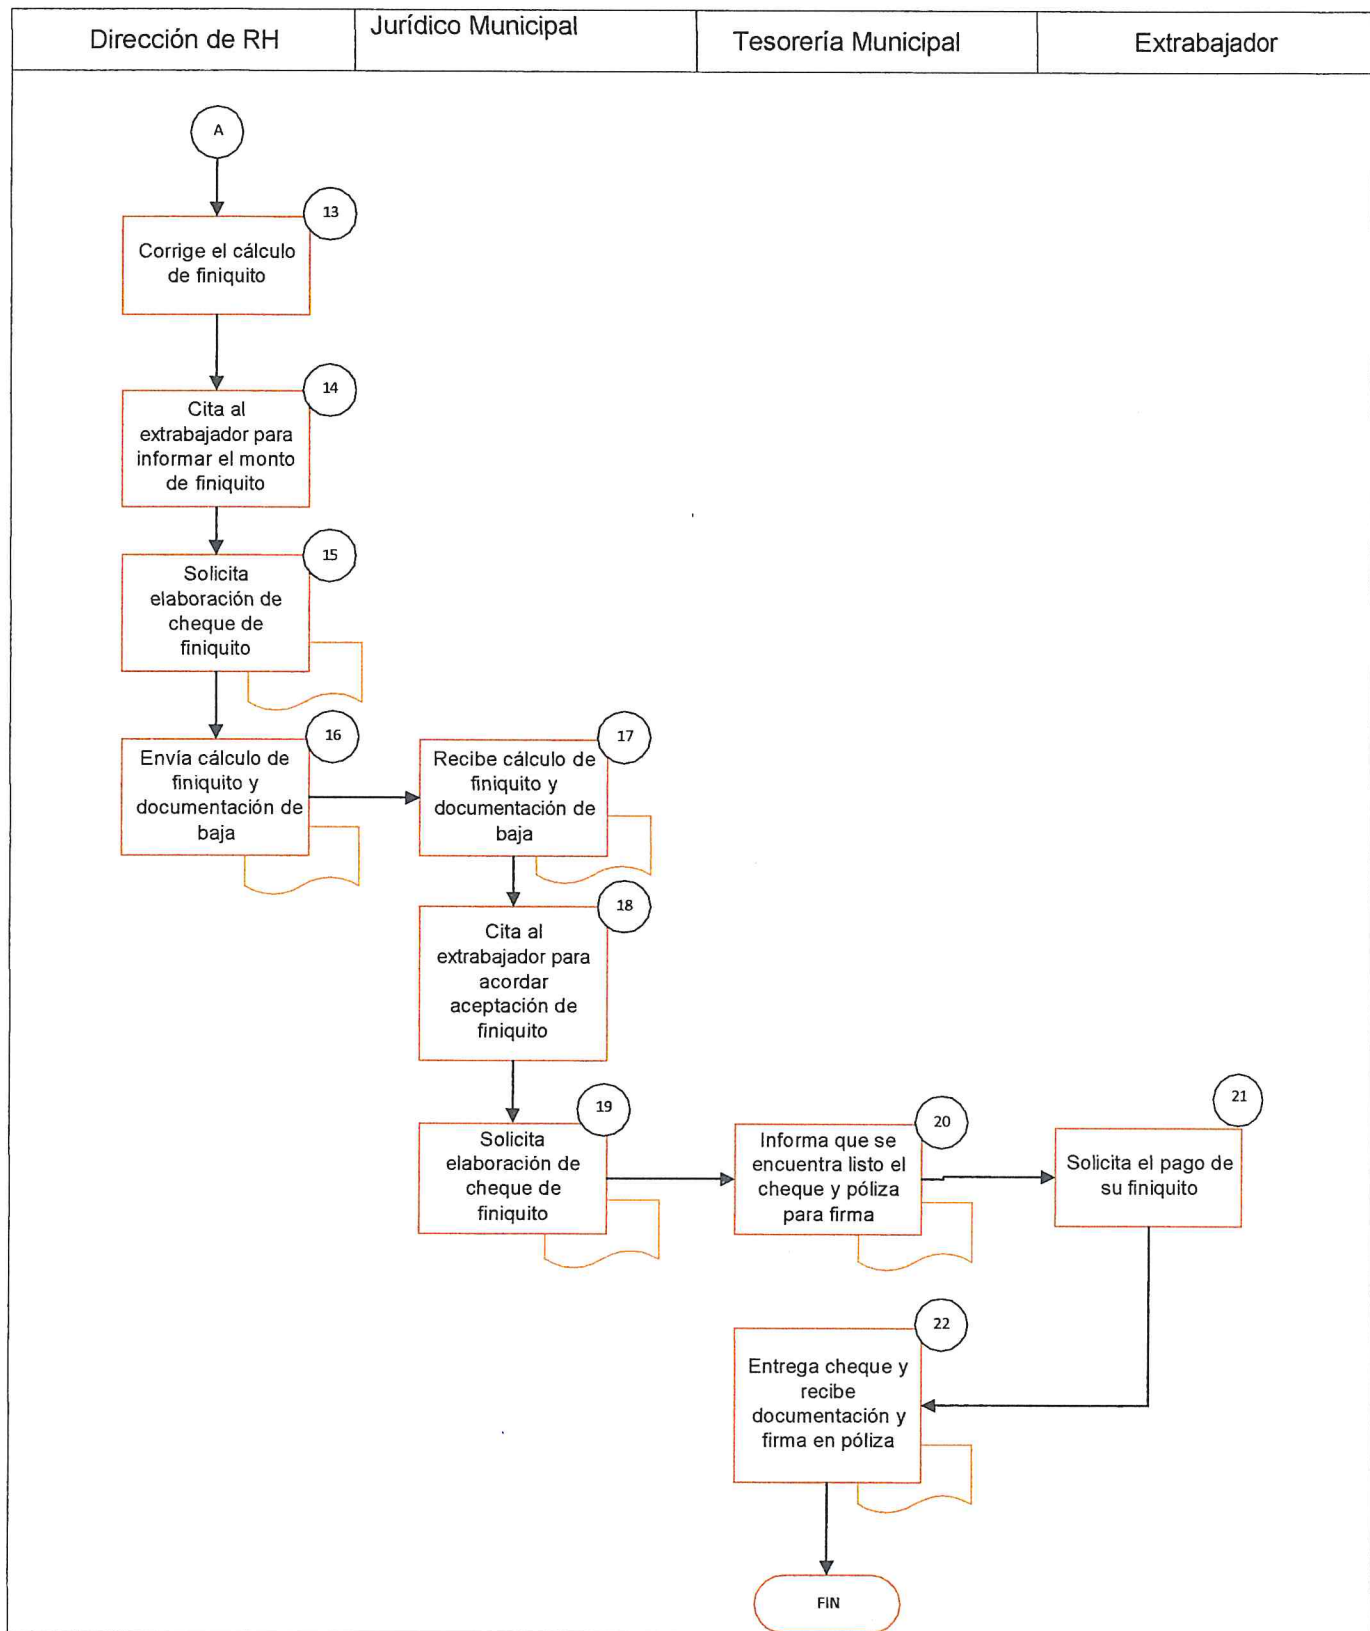 Dirección de RH
Jurídico Municipal
Tesorería Municipal
Extrabajador
A
13
Corrige el cálculo
de finiquito
14
Cita al
extrabajador para
informar el monto
de finiquito
15
Solicita
elaboración de
cheque de
finiquito
16
Envía cálculo de
finiquito y
documentación de
baja
17
Recibe cálculo de
finiquito y
documentación de
baja
18
Cita al
extrabajador para
acordar
aceptación de
finiquito
19
Solicita
elaboración de
cheque de
finiquito
20
Informa que se
encuentra listo el
cheque y póliza
para firma
21
Solicita el pago de
su finiquito
22
Entrega cheque y
recibe
documentación y
firma en póliza
FIN